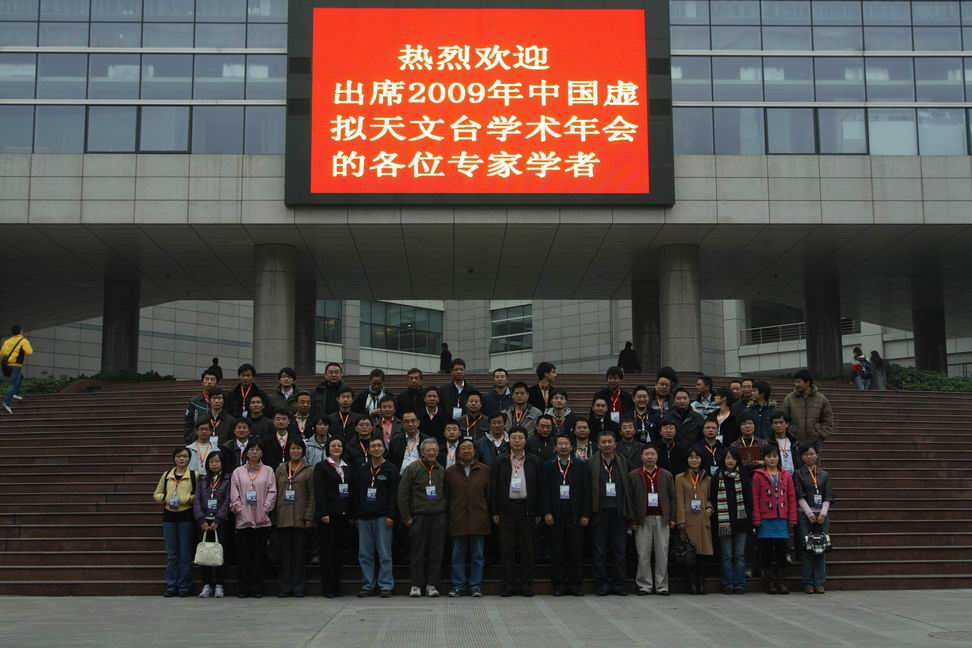 热烈欢迎
出席2009年中国虚
拟天文台学术年会
的各位专家学者